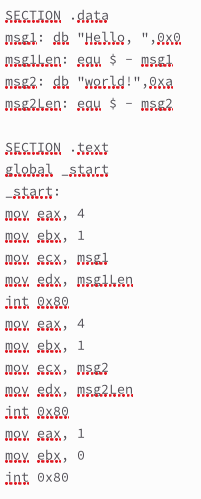 SECTION .data
msg1: db "Hello, ",0x0
msg1Len: equ $ - msg1
msg2: db "world!",0xa
msg2Len: equ $ - msg2

SECTION .text
global _start
_start:
mov eax, 4
mov ebx, 1
mov ecx, msg1
mov edx, msg1Len
int 0x80
mov eax, 4
mov ebx, 1
mov ecx, msg2
mov edx, msg2Len
int 0x80
mov eax, 1
mov ebx, 0
int 0x80